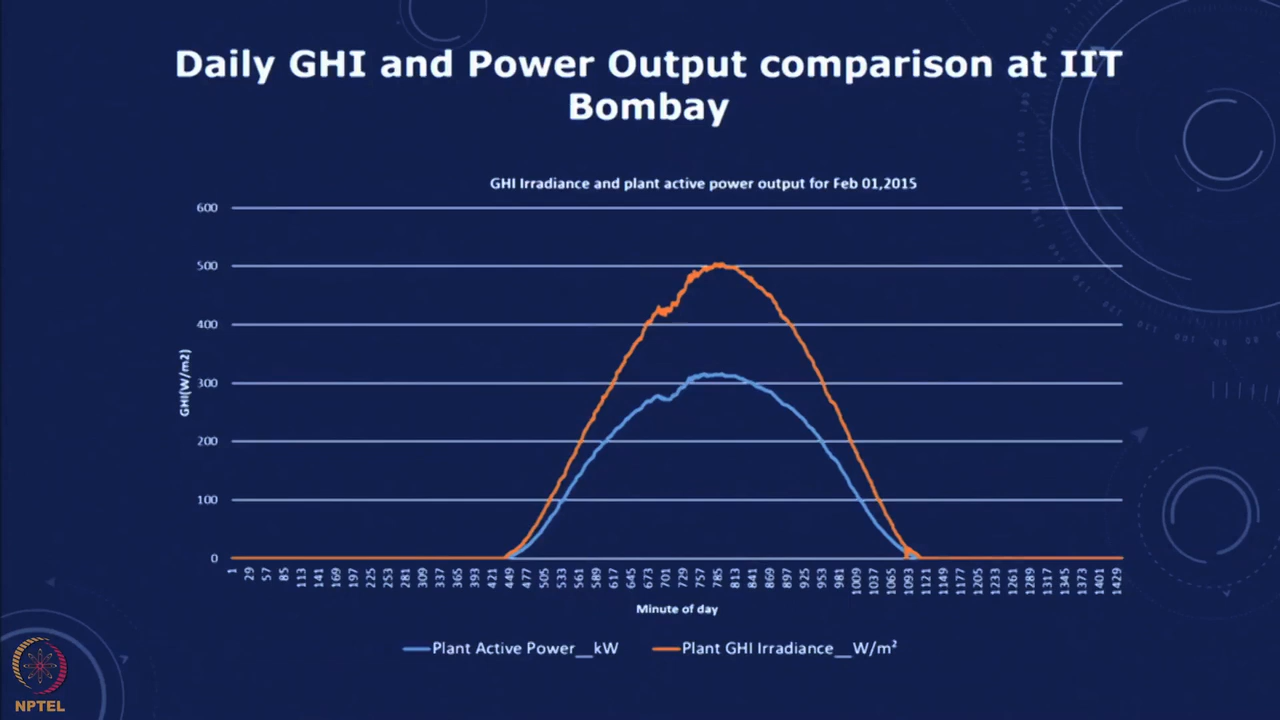 Daily GHI and Power Output comparison at IIT
Bombay
GHI Irradiance and plant active power output for Feb 01,2015
600
500
400
300
200
100
0
GHI(W/m2)
1 29 57 85 113 141 169 197 225 253 281 309 337 365 393 421 449 477 505 533 561 589 617 645 673 701 729 757 785 813 841 869 897 925 953 981 1009 1037 1065 1093 1121 1149 1177 1205 1233 1261 1289 1317 1345 1373 1401 1429
Minute of day
Plant Active Power__kW Plant GHI Irradiance__W/m²
NPTEL